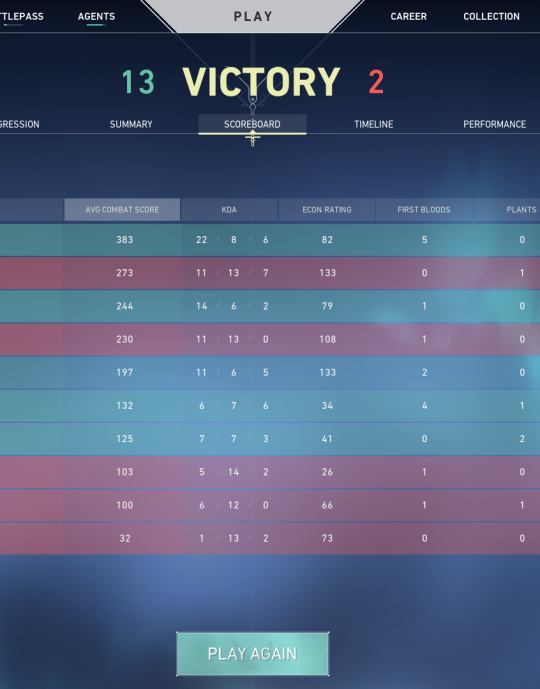 TTLEPASS AGENTS PLAY CAREER COLLECTION
13 VICTORY 2
GRESSION SUMMARY SCOREBOARD TIMELINE PERFORMANCE
AVG COMBAT SCORE KDA ECON RATING FIRST BLOODS PLANTS
383 22 / 8 / 6 82 5 0
273 11 / 13 / 7 133 0 1
244 14 / 6 / 2 79 1 0
230 11 / 13 / 0 108 1 0
197 11 / 6 / 5 133 2 0
132 6 / 7 / 6 34 4 1
125 7 / 7 / 3 41 0 2
103 5 / 14 / 2 26 1 0
100 6 / 12 / 0 66 1 1
32 1 / 13 / 2 73 0 0
PLAY AGAIN